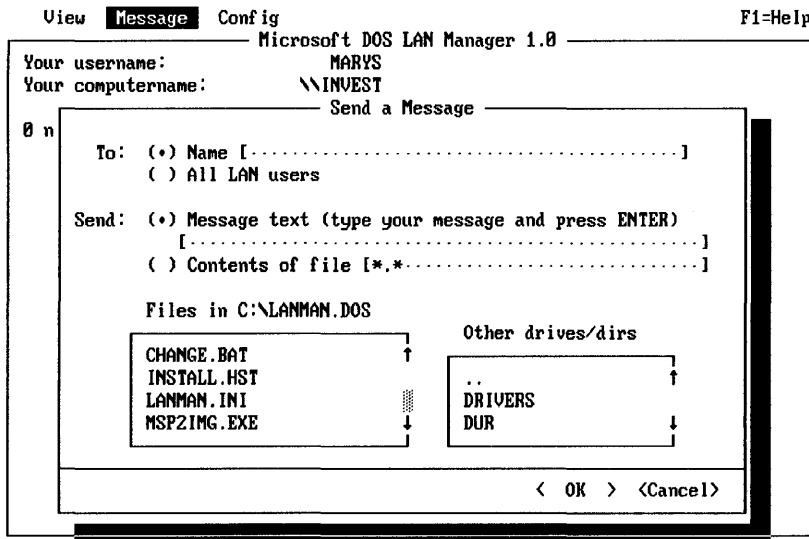 View Message Config F1=Help
Microsoft DOS LAN Manager 1.0
Your username: MARYS
Your computername: \\INVEST
Send a Message
0 n
To: (•) Name [··········································]
( ) All LAN users
Send: (•) Message text (type your message and press ENTER)
[··················································]
( ) Contents of file [*.*·····························]
Files in C:\LANMAN.DOS
Other drives/dirs
CHANGE.BAT
INSTALL.HST
LANMAN.INI
MSP2IMG.EXE
..
DRIVERS
DUR
< OK > <Cancel>